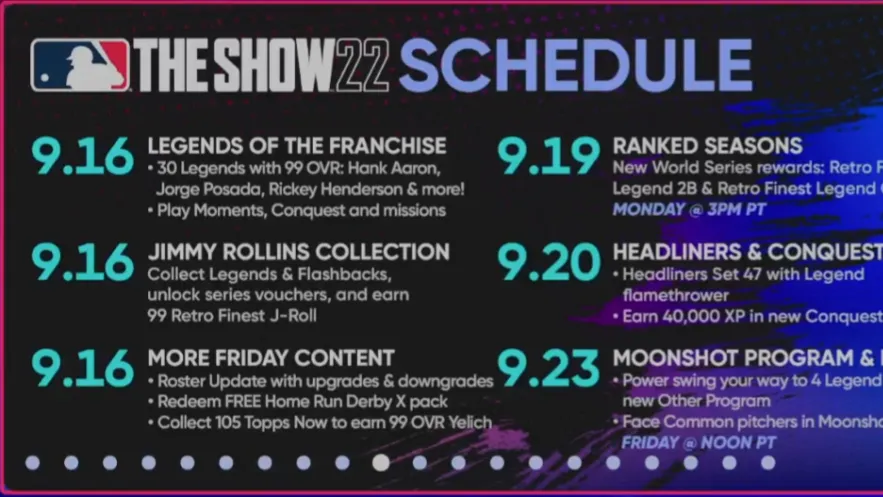 THE SHOW 22 SCHEDULE
9.16 LEGENDS OF THE FRANCHISE
• 30 Legends with 99 OVR: Hank Aaron,
Jorge Posada, Rickey Henderson & more!
• Play Moments, Conquest and missions
9.16 JIMMY ROLLINS COLLECTION
Collect Legends & Flashbacks,
unlock series vouchers, and earn
99 Retro Finest J-Roll
9.16 MORE FRIDAY CONTENT
• Roster Update with upgrades & downgrades
• Redeem FREE Home Run Derby X pack
• Collect 105 Topps Now to earn 99 OVR Yelich
9.19 RANKED SEASONS
New World Series rewards: Retro F
Legend 2B & Retro Finest Legend
MONDAY @ 3PM PT
9.20 HEADLINERS & CONQUEST
• Headliners Set 47 with Legend
flamethrower
• Earn 40,000 XP in new Conquest
9.23 MOONSHOT PROGRAM &
• Power swing your way to 4 Legend
new Other Program
• Face Common pitchers in Moonsho
FRIDAY @ NOON PT